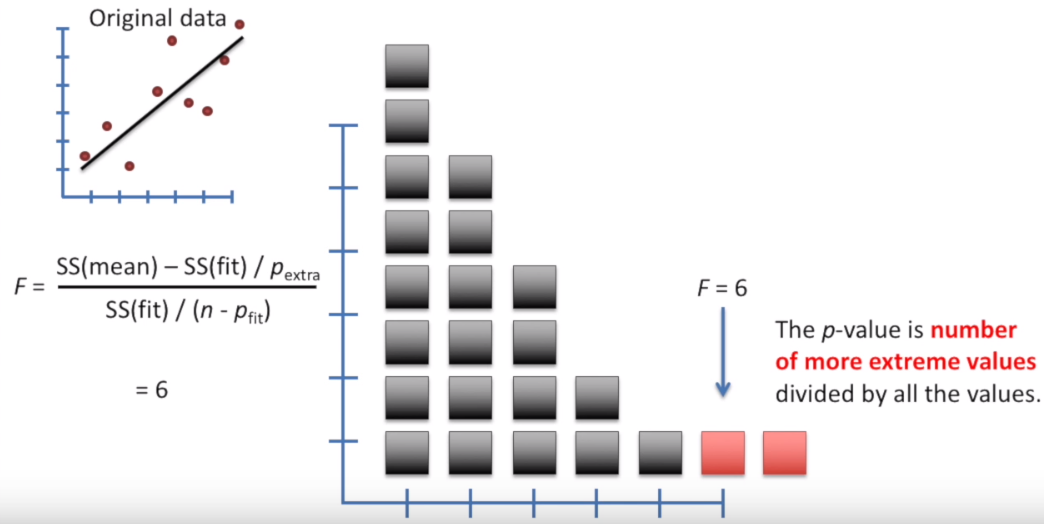 Original data
F = SS(mean) – SS(fit) / pextra
SS(fit) / (n - pfit)
= 6
F = 6
The p-value is number
of more extreme values
divided by all the values.